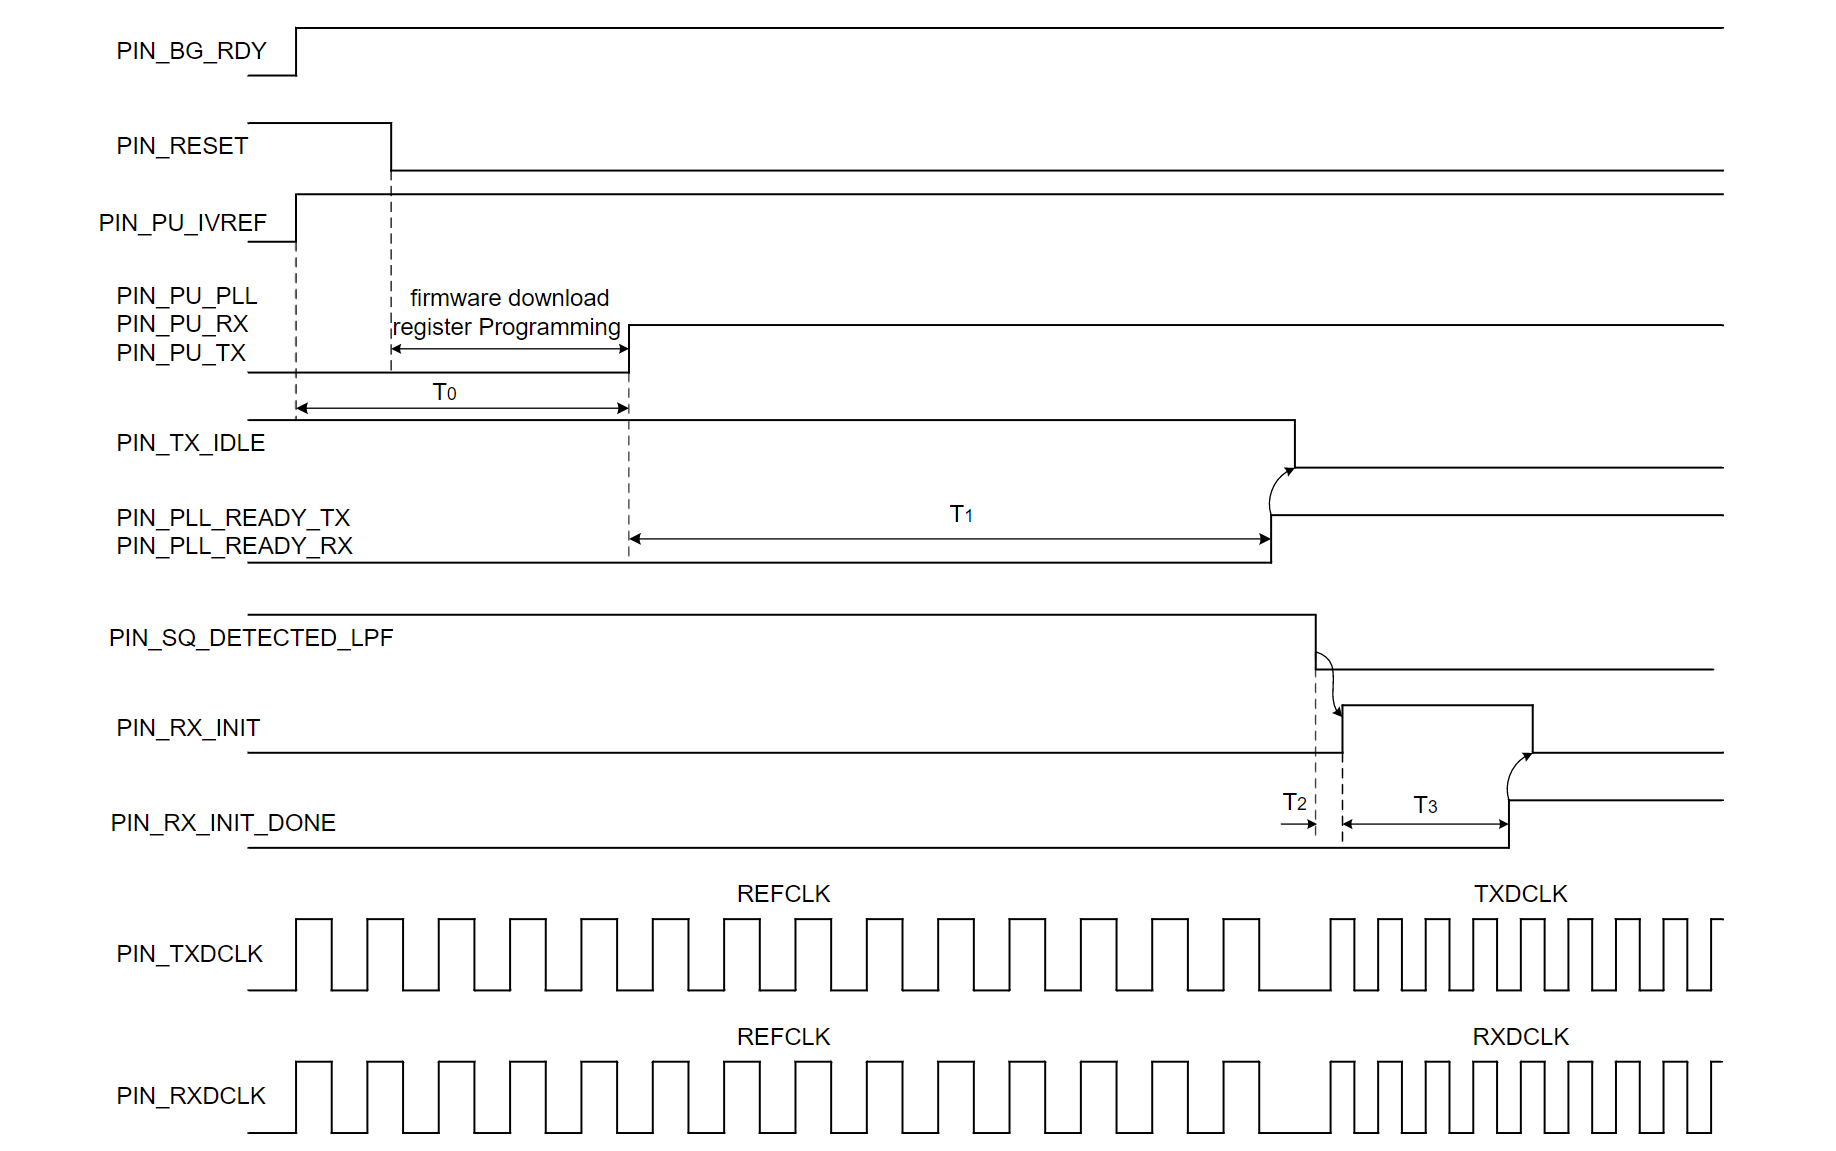 PIN_BG_RDY
PIN_RESET
PIN_PU_IVREF
PIN_PU_PLL
PIN_PU_RX
PIN_PU_TX
firmware download
register Programming
T0
PIN_TX_IDLE
PIN_PLL_READY_TX
PIN_PLL_READY_RX
T1
PIN_SQ_DETECTED_LPF
PIN_RX_INIT
T2
T3
PIN_RX_INIT_DONE
REFCLK
TXDCLK
PIN_TXDCLK
REFCLK
RXDCLK
PIN_RXDCLK